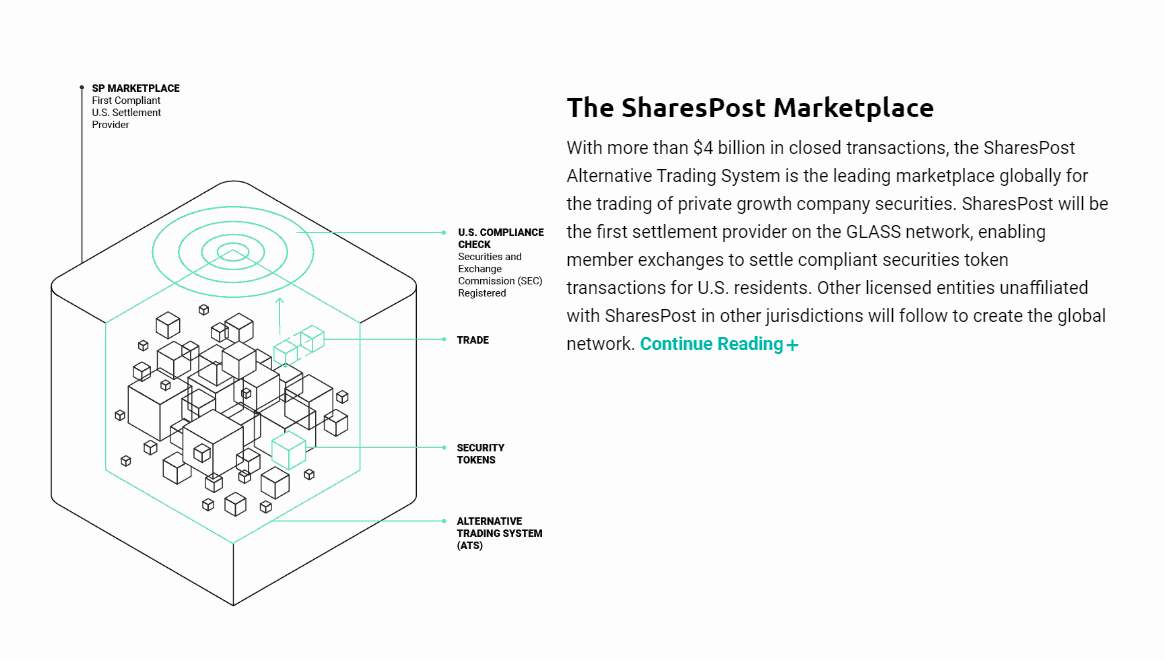 SP MARKETPLACE
First Compliant
U.S. Settlement
Provider
U.S. COMPLIANCE
CHECK
Securities and
Exchange
Commission (SEC)
Registered
TRADE
SECURITY
TOKENS
ALTERNATIVE
TRADING SYSTEM
(ATS)
The SharesPost Marketplace
With more than $4 billion in closed transactions, the SharesPost
Alternative Trading System is the leading marketplace globally for
the trading of private growth company securities. SharesPost will be
the first settlement provider on the GLASS network, enabling
member exchanges to settle compliant securities token
transactions for U.S. residents. Other licensed entities unaffiliated
with SharesPost in other jurisdictions will follow to create the global
network. Continue Reading+